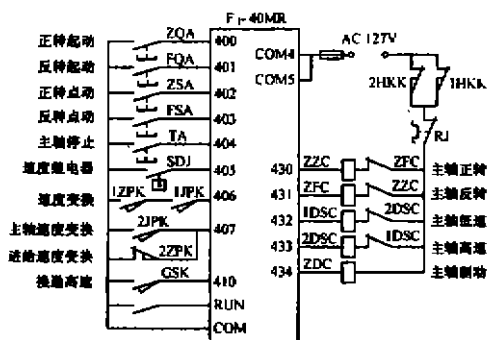 F1-40MR
正转起动 ZQA 400
反转起动 FQA 401
正转点动 ZSA 402
反转点动 FSA 403
主轴停止 TA 404
速度继电器 SDJ 405
速度变换 1ZPK 1JPK 406
主轴速度变换 2JPK 407
进给速度变换 2ZPK
接通高速 GSK 410
RUN
COM
COM4 AC 127V
COM5 2HKK 1HKK
RJ
430 ZZC ZFC 主轴正转
431 ZFC ZZC 主轴反转
432 1DSC 2DSC 主轴低速
433 2DSC 1DSC 主轴高速
434 ZDC 主轴制动